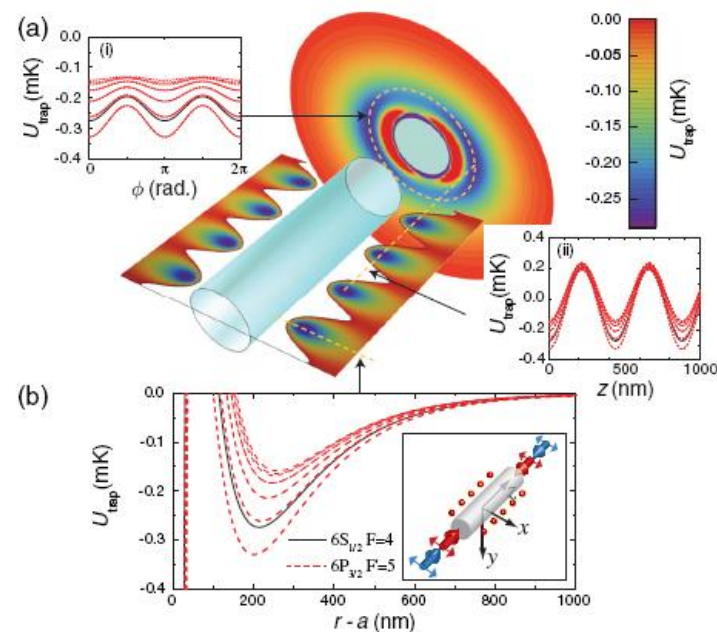 (a)
(i)
0.0
-0.1
-0.2
-0.3
-0.4
U_trap (mK)
0 π 2π
ϕ (rad.)
0.00
-0.05
-0.10
-0.15
-0.20
-0.25
U_trap (mK)
(ii)
0.4
0.2
0.0
-0.2
-0.4
U_trap (mK)
0 500 1000
z (nm)
(b)
0.0
-0.1
-0.2
-0.3
-0.4
U_trap (mK)
6S_1/2 F=4
6P_3/2 F'=5
z
x
y
0 200 400 600 800 1000
r - a (nm)